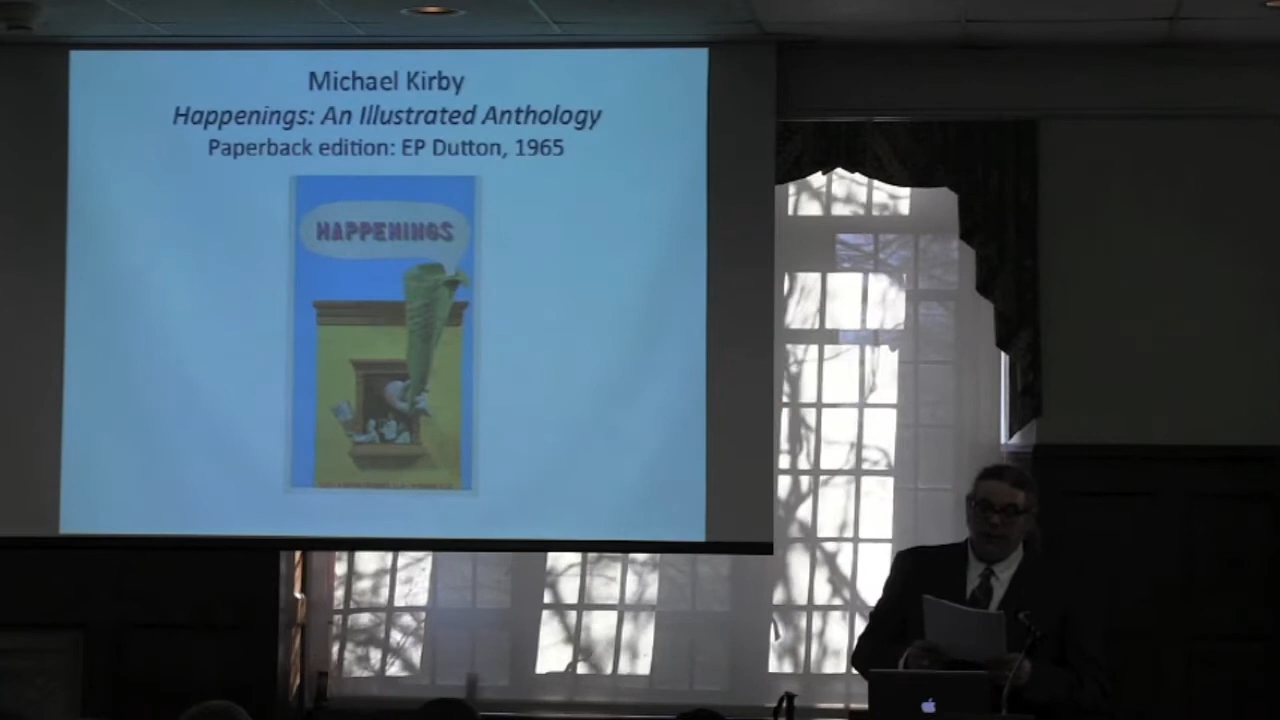 Michael Kirby
Happenings: An Illustrated Anthology
Paperback edition: EP Dutton, 1965
HAPPENINGS